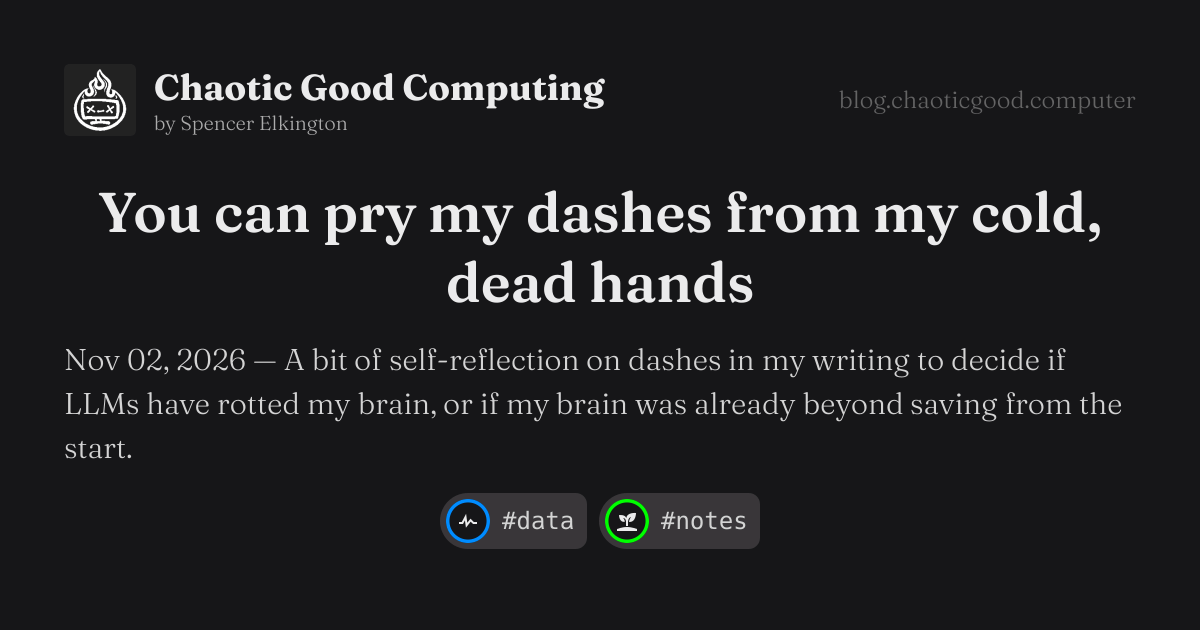 Chaotic Good Computing
by Spencer Elkington
blog.chaoticgood.computer
You can pry my dashes from my cold,
dead hands
Nov 02, 2026 — A bit of self-reflection on dashes in my writing to decide if
LLMs have rotted my brain, or if my brain was already beyond saving from the
start.
#data
#notes